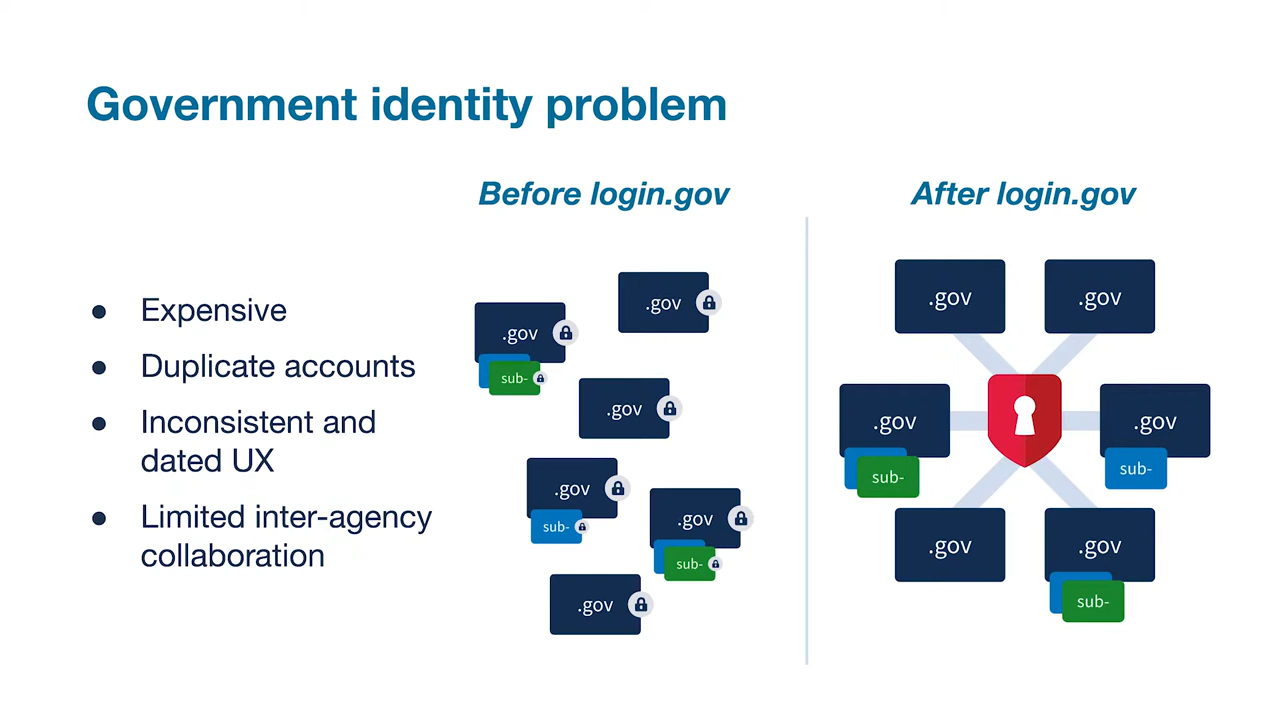 Government identity problem
Before login.gov
After login.gov
● Expensive
● Duplicate accounts
● Inconsistent and
dated UX
● Limited inter-agency
collaboration
.gov
.gov
sub-
.gov
.gov
sub-
.gov
sub-
.gov
.gov
.gov
.gov
sub-
.gov
sub-
.gov
.gov
sub-